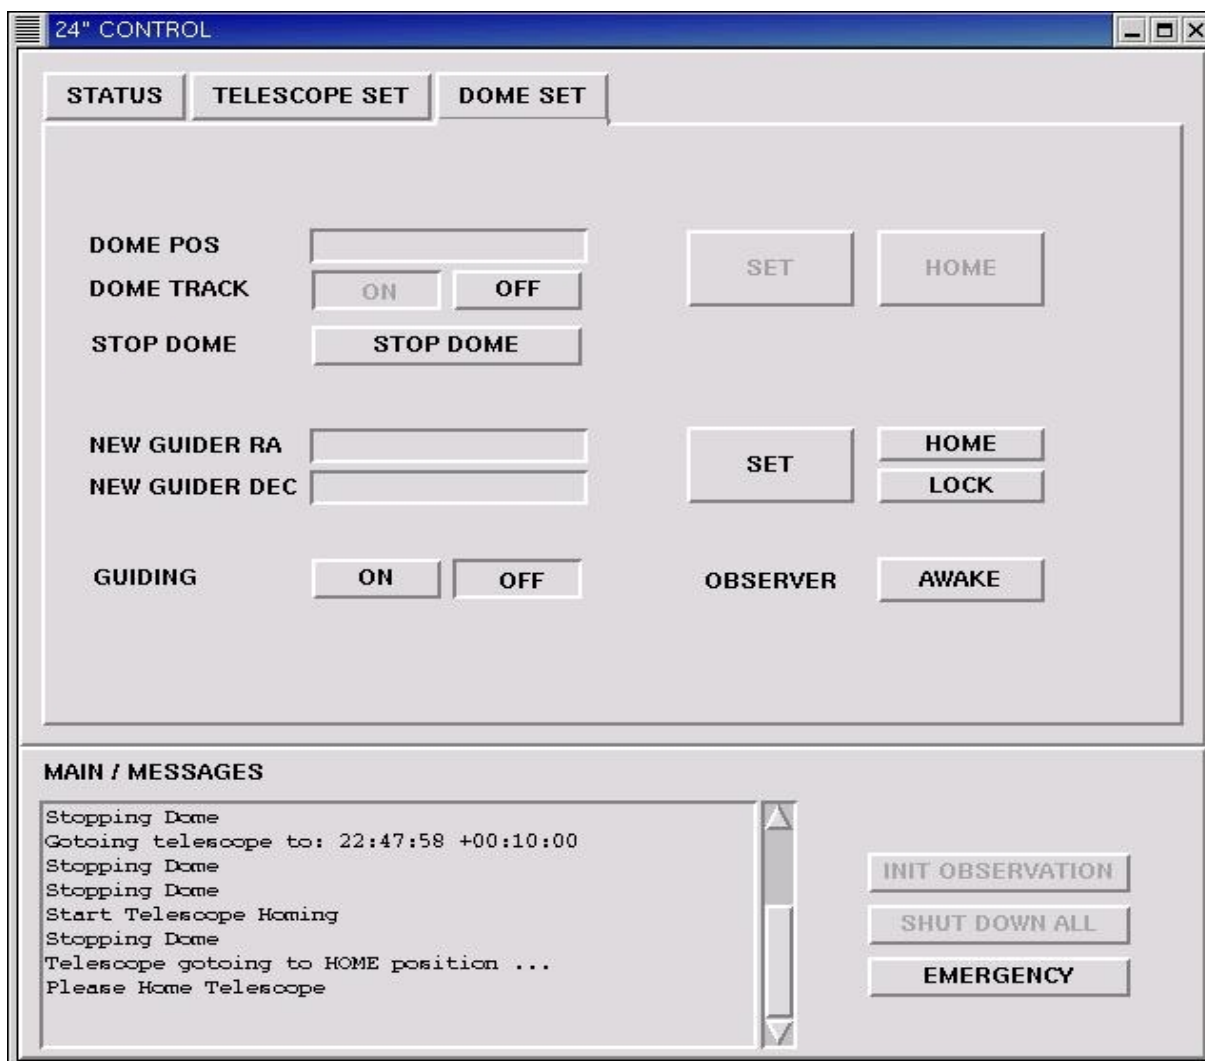 24" CONTROL
STATUS TELESCOPE SET DOME SET
DOME POS
SET HOME
DOME TRACK ON OFF
STOP DOME STOP DOME
NEW GUIDER RA
HOME
SET
NEW GUIDER DEC
LOCK
GUIDING ON OFF OBSERVER AWAKE
MAIN / MESSAGES
Stopping Dome
Gotoing telescope to: 22:47:58 +00:10:00
Stopping Dome
Stopping Dome
Start Telescope Homing
Stopping Dome
Telescope gotoing to HOME position ...
Please Home Telescope
INIT OBSERVATION
SHUT DOWN ALL
EMERGENCY